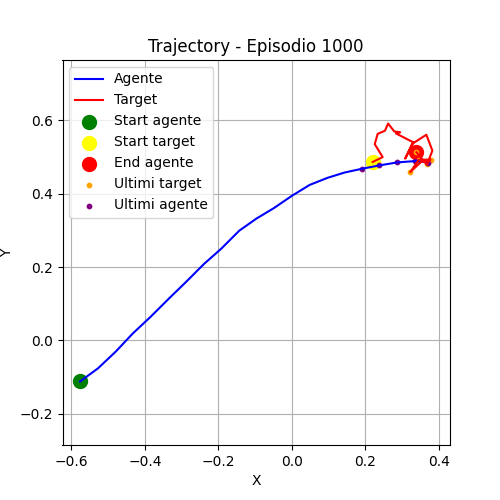 Trajectory - Episodio 1000
Agente
Target
Start agente
Start target
End agente
Ultimi target
Ultimi agente
0.6
0.4
0.2
0.0
−0.2
Y
−0.6
−0.4
−0.2
0.0
0.2
0.4
X